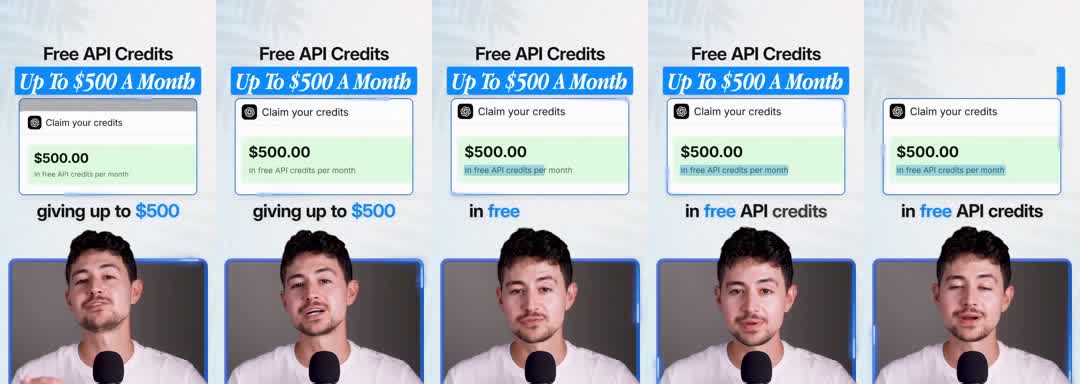 Free API Credits
Up To $500 A Month
Claim your credits
$500.00
In free API credits per month
giving up to $500
Free API Credits
Up To $500 A Month
Claim your credits
$500.00
In free API credits per month
giving up to $500
Free API Credits
Up To $500 A Month
Claim your credits
$500.00
In free API credits per month
in free
Free API Credits
Up To $500 A Month
Claim your credits
$500.00
In free API credits per month
in free API credits
Claim your credits
$500.00
In free API credits per month
in free API credits